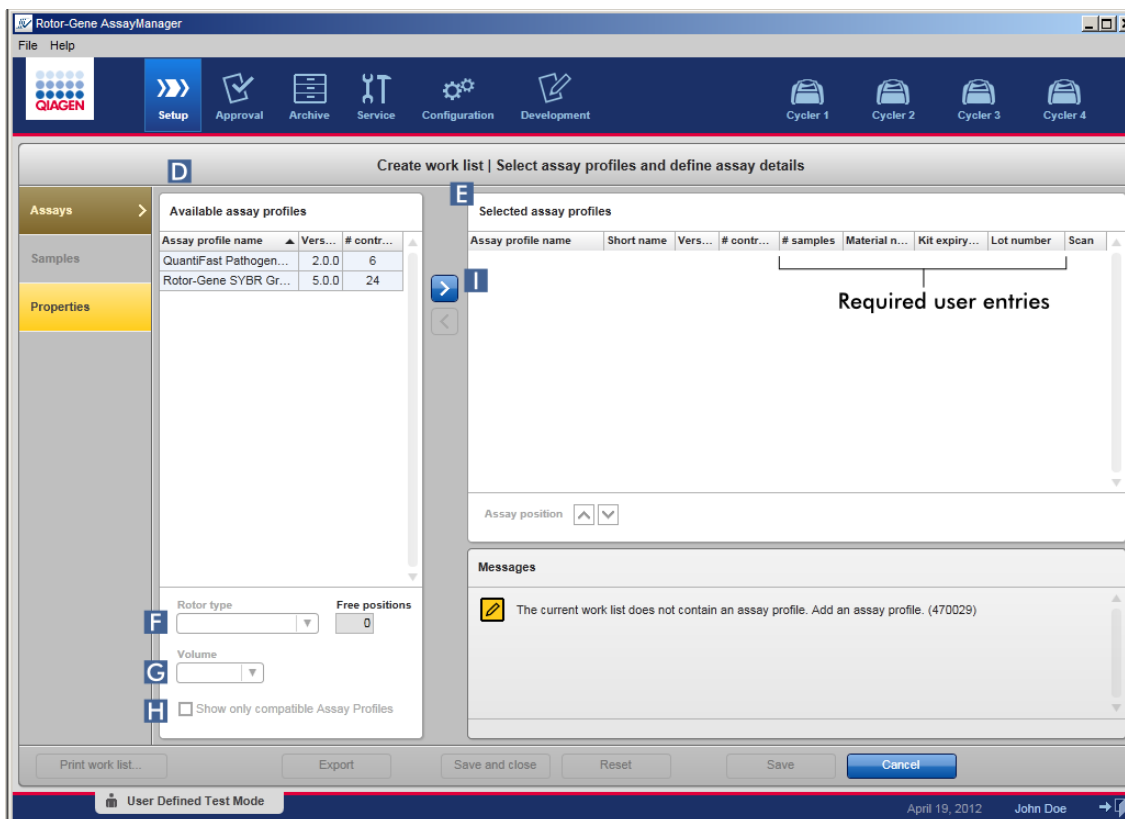 Rotor-Gene AssayManager
File Help
QIAGEN
Setup Approval Archive Service Configuration Development Cycler 1 Cycler 2 Cycler 3 Cycler 4
Create work list | Select assay profiles and define assay details
D
E
Assays
Samples
Properties
Available assay profiles
Assay profile name Vers... # contr...
QuantiFast Pathogen... 2.0.0 6
Rotor-Gene SYBR Gr... 5.0.0 24
I
Selected assay profiles
Assay profile name Short name Vers... # contr... # samples Material n... Kit expiry... Lot number Scan
Required user entries
Assay position
F
Rotor type Free positions
0
G
Volume
H
Show only compatible Assay Profiles
Messages
The current work list does not contain an assay profile. Add an assay profile. (470029)
Print work list... Export Save and close Reset Save Cancel
User Defined Test Mode
April 19, 2012 John Doe